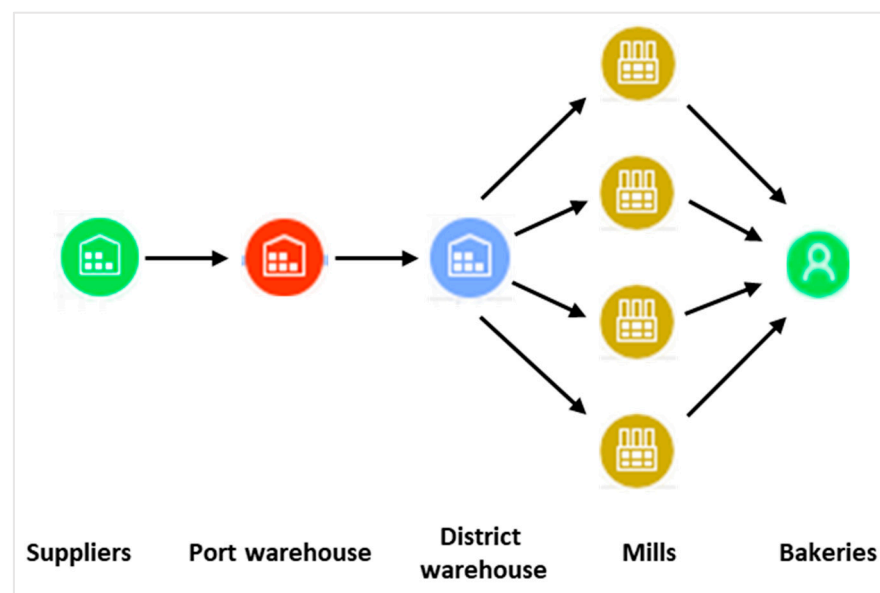 Suppliers
Port warehouse
District
warehouse
Mills
Bakeries